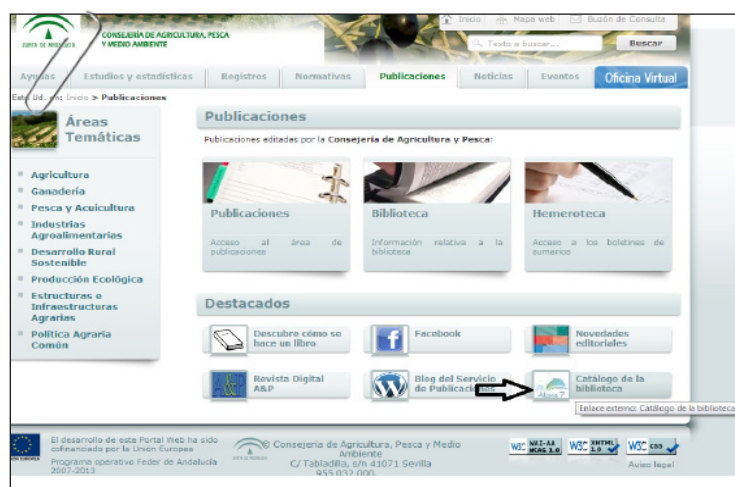 Inicio Mapa web Buzón de Consulta
CONSEJERÍA DE AGRICULTURA, PESCA
Y MEDIO AMBIENTE
JUNTA DE ANDALUCIA
Texto a buscar... Buscar
Ayudas Estudios y estadísticas Registros Normativas Publicaciones Noticias Eventos Oficina Virtual
Está Ud. en: Inicio > Publicaciones
Áreas
Temáticas
Agricultura
Ganadería
Pesca y Acuicultura
Industrias
Agroalimentarias
Desarrollo Rural
Sostenible
Producción Ecológica
Estructuras e
Infraestructuras
Agrarias
Política Agraria
Común
Publicaciones
Publicaciones editadas por la Consejería de Agricultura y Pesca:
Publicaciones
Acceso al área de
publicaciones
Biblioteca
Información relativa a la
biblioteca
Hemeroteca
Acceso a los boletines de
sumarios
Destacados
Descubre cómo se
hace un libro
Facebook
Novedades
editoriales
A&P
Revista Digital
A&P
Blog del Servicio
de Publicaciones
Catálogo de la
biblioteca
Enlace externo: Catálogo de la biblioteca
El desarrollo de este Portal Web ha sido
cofinanciado por la Unión Europea
Programa operativo Feder de Andalucía
2007-2013
© Consejería de Agricultura, Pesca y Medio
Ambiente
C/ Tabladilla, s/n 41071 Sevilla
955 032 000.
W3C WAI-AA WCAG 1.0
W3C XHTML 1.0
W3C css
Aviso legal